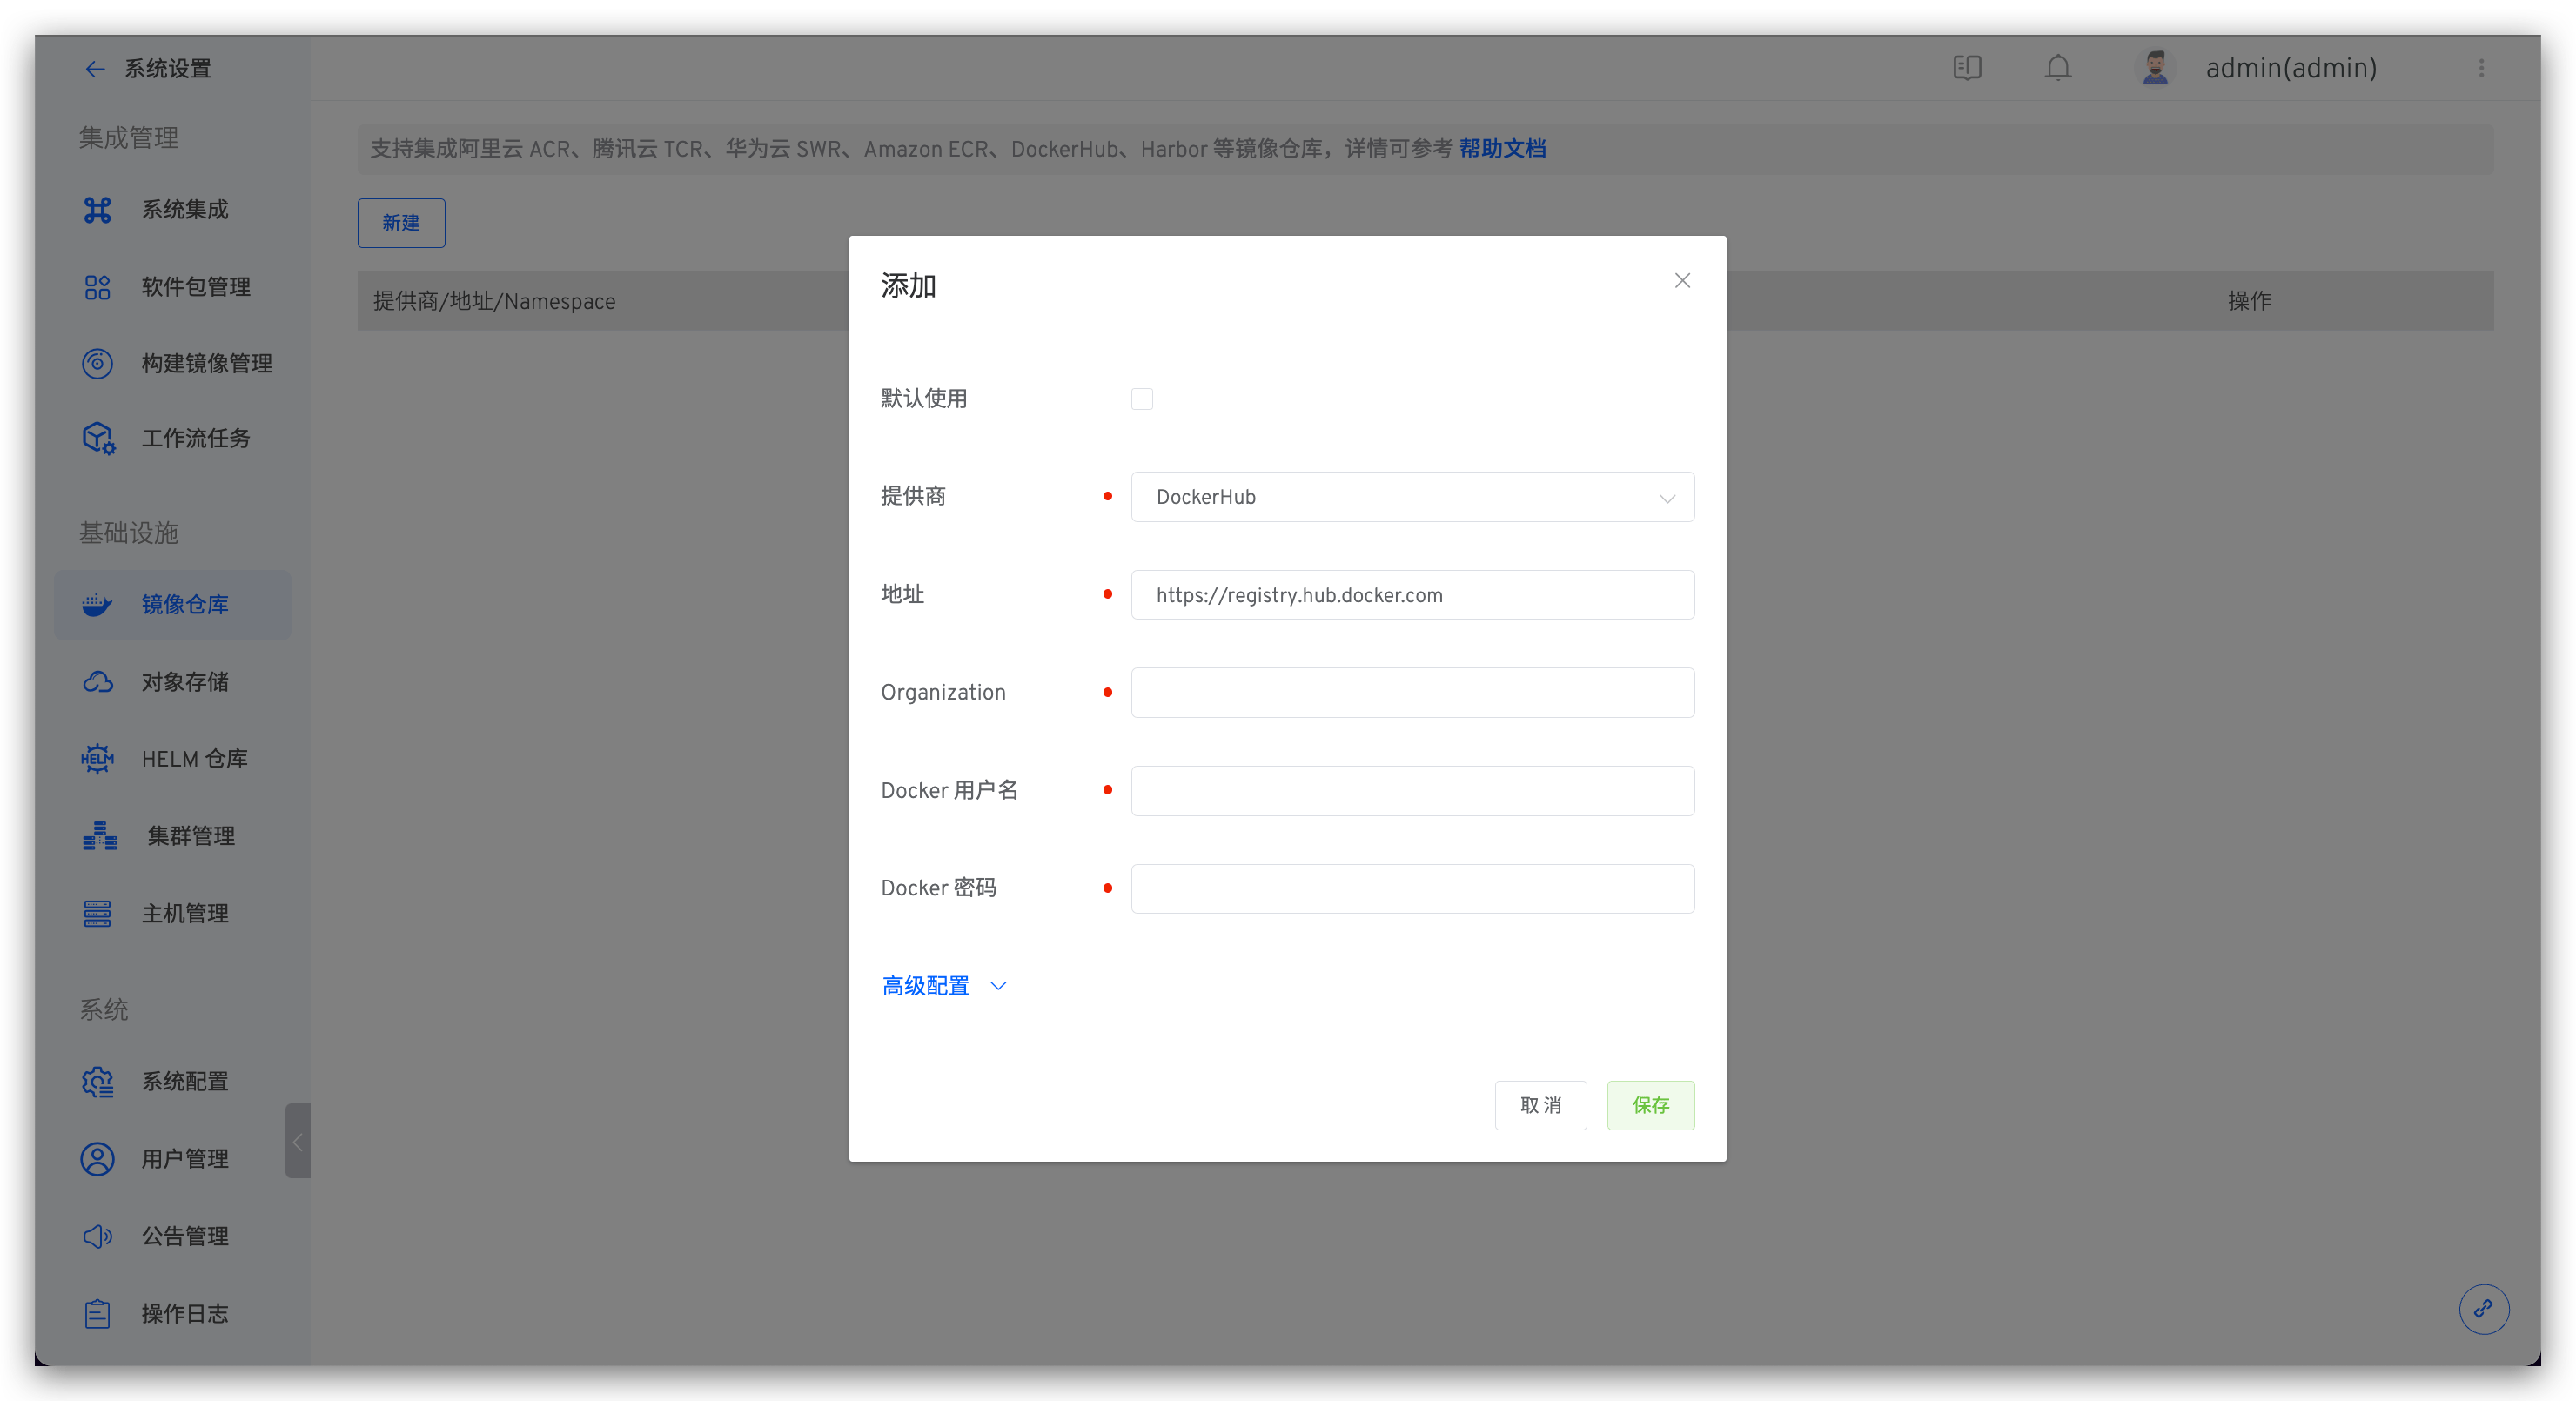 系统设置
admin(admin)
集成管理
系统集成
软件包管理
构建镜像管理
工作流任务
基础设施
镜像仓库
对象存储
HELM HELM 仓库
集群管理
主机管理
系统
系统配置
用户管理
公告管理
操作日志
支持集成阿里云 ACR、腾讯云 TCR、华为云 SWR、Amazon ECR、DockerHub、Harbor 等镜像仓库，详情可参考 帮助文档
新建
提供商/地址/Namespace
操作
添加
默认使用
提供商 DockerHub
地址 https://registry.hub.docker.com
Organization
Docker 用户名
Docker 密码
高级配置
取消 保存